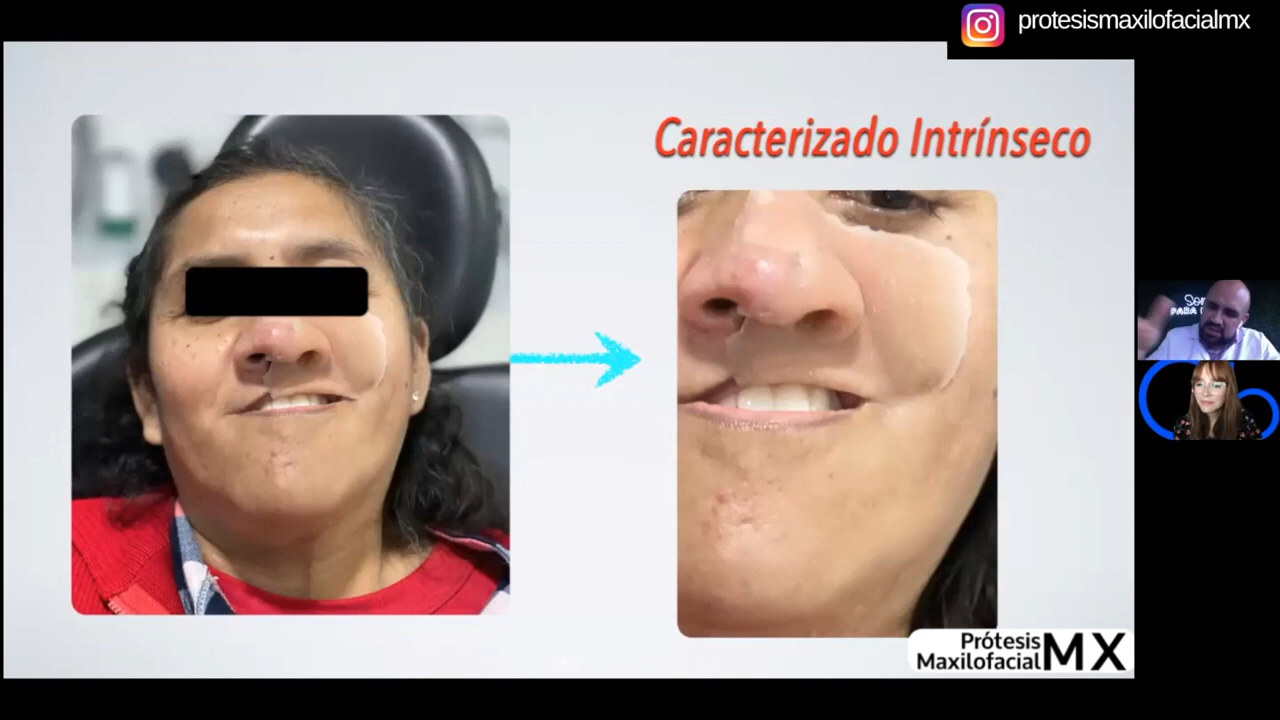 protesismaxilofacialmx
Caracterizado Intrínseco
Prótesis
Maxilofacial MX